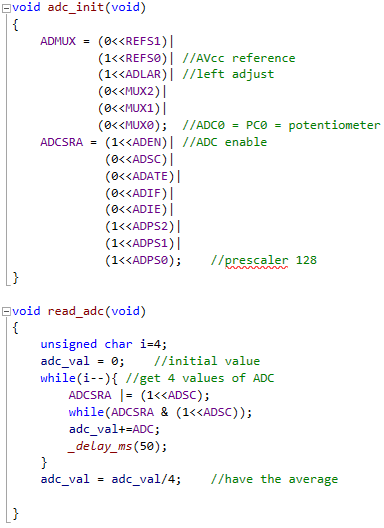 void adc_init(void)
{
ADMUX = (0<<REFS1)|
(1<<REFS0)| //AVcc reference
(1<<ADLAR)| //left adjust
(0<<MUX2)|
(0<<MUX1)|
(0<<MUX0); //ADC0 = PC0 = potentiometer
ADCSRA = (1<<ADEN)| //ADC enable
(0<<ADSC)|
(0<<ADATE)|
(0<<ADIF)|
(0<<ADIE)|
(1<<ADPS2)|
(1<<ADPS1)|
(1<<ADPS0); //prescaler 128
}
void read_adc(void)
{
unsigned char i=4;
adc_val = 0; //initial value
while(i--){ //get 4 values of ADC
ADCSRA |= (1<<ADSC);
while(ADCSRA & (1<<ADSC));
adc_val+=ADC;
_delay_ms(50);
}
adc_val = adc_val/4; //have the average
}